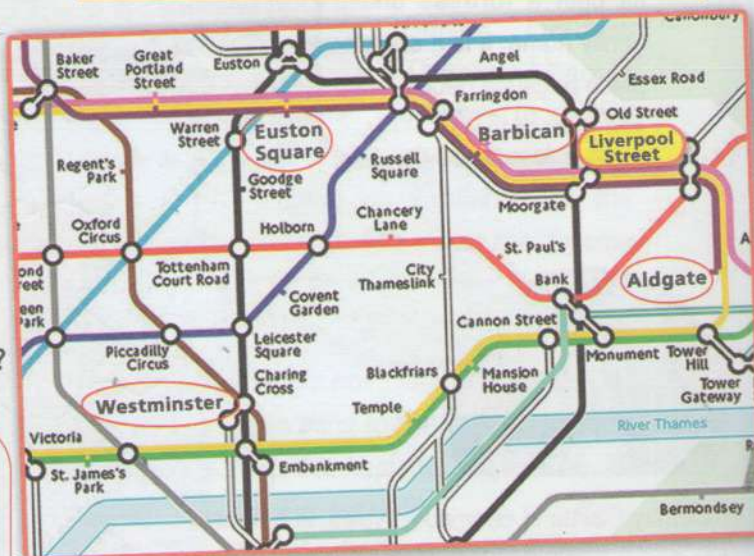 Canonbury
Baker
Street
Great
Portland
Street
Euston
Angel
Essex Road
Farringdon
Old Street
Warren
Street
Euston
Square
Barbican
Liverpool
Street
Regent's
Park
Goodge
Street
Russell
Square
Moorgate
Oxford
Circus
Holborn
Chancery
Lane
St. Paul's
Tottenham
Court Road
City
Thameslink
Bank
Aldgate
Covent
Garden
Cannon Street
Piccadilly
Circus
Leicester
Square
Monument
Tower
Hill
Charing
Cross
Blackfriars
Mansion
House
Tower
Gateway
Westminster
Temple
River Thames
Victoria
St. James's
Park
Embankment
Bermondsey